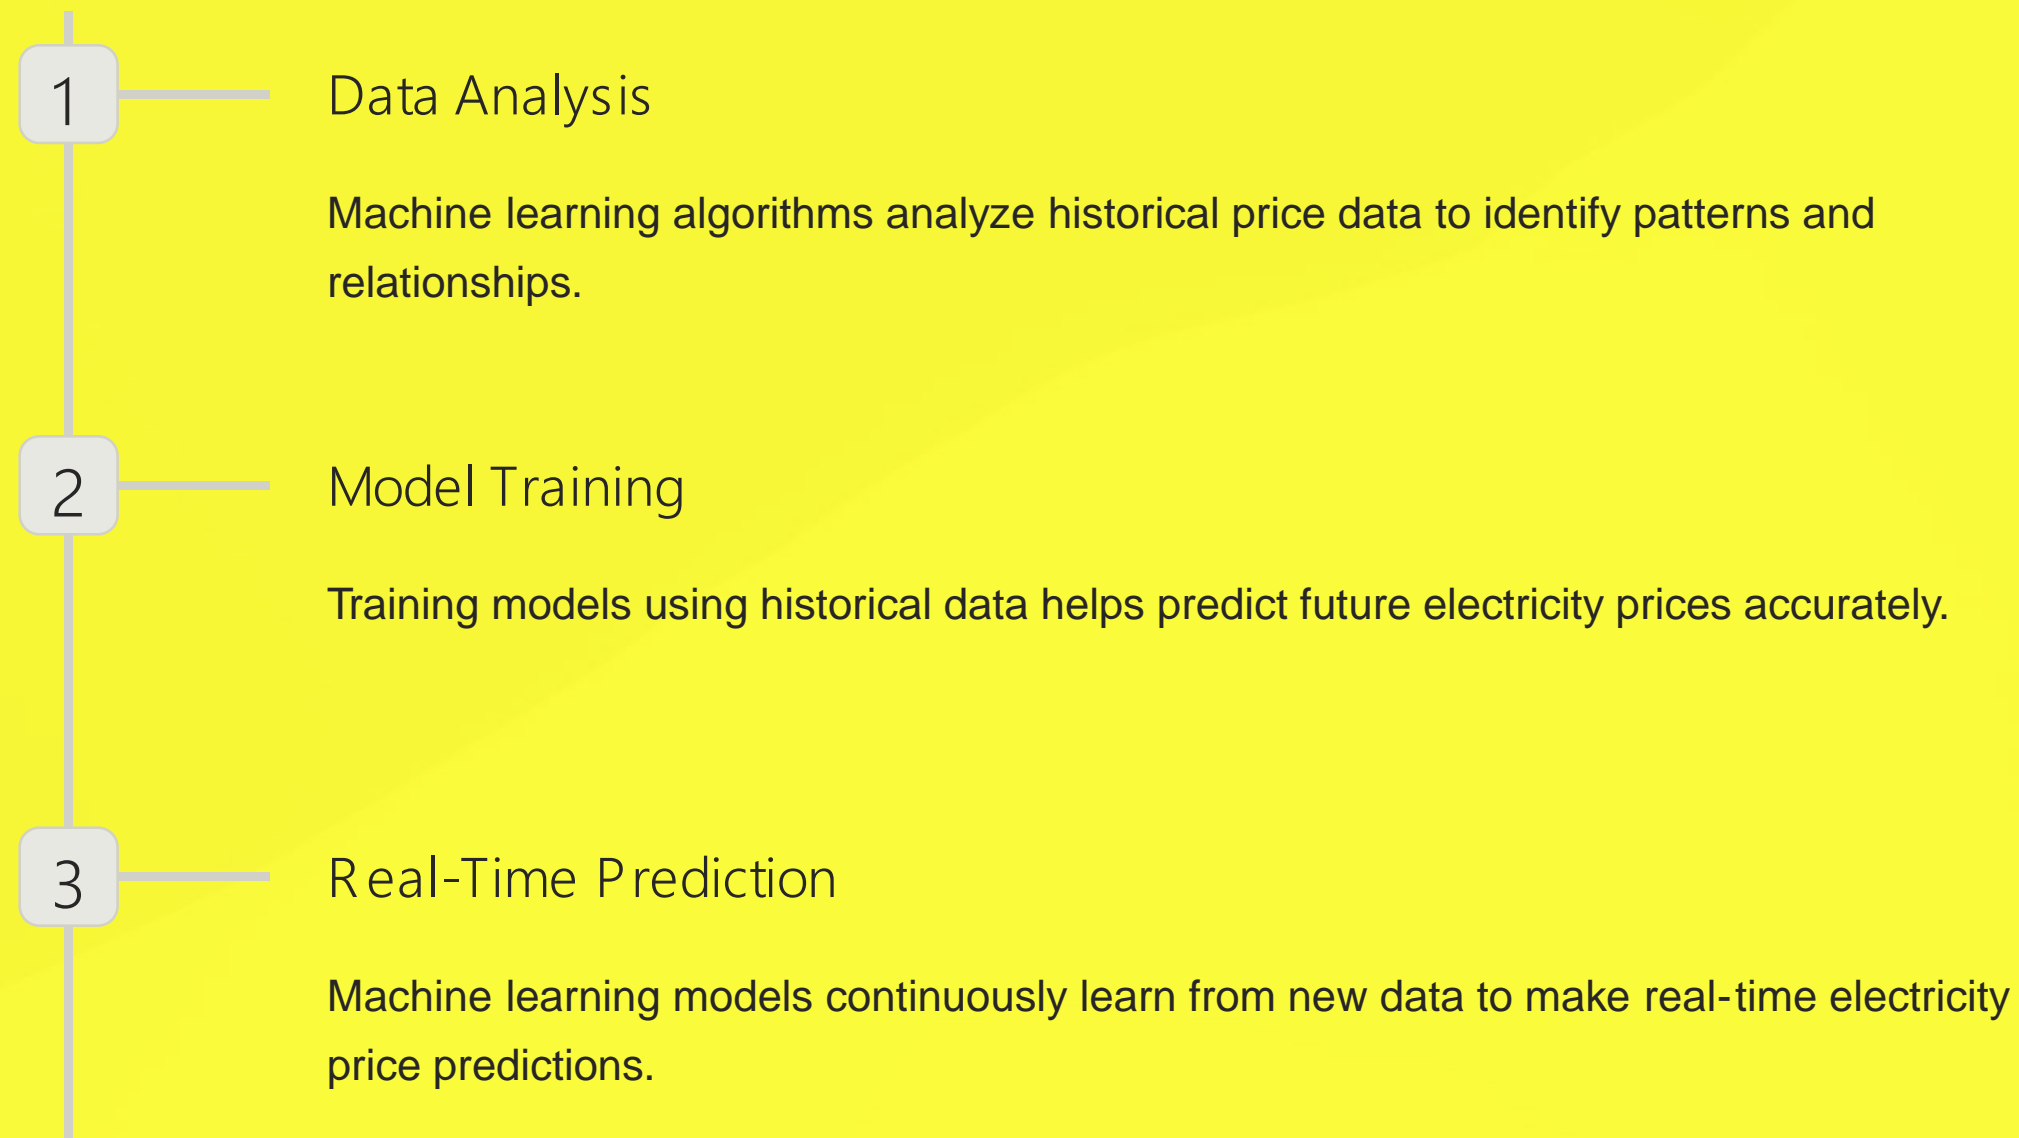 1
Data Analysis
Machine learning algorithms analyze historical price data to identify patterns and
relationships.
2
Model Training
Training models using historical data helps predict future electricity prices accurately.
3
Real-Time Prediction
Machine learning models continuously learn from new data to make real-time electricity
price predictions.